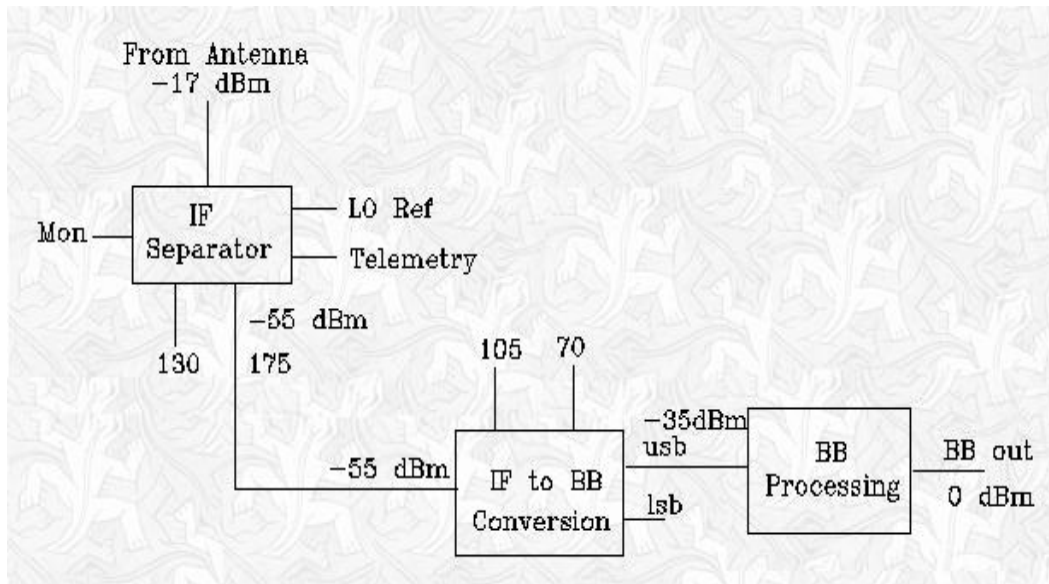 From Antenna
-17 dBm
IF
Separator
Mon
LO Ref
Telemetry
-55 dBm
130
175
105
70
-55 dBm
IF to BB
Conversion
-35dBm
usb
lsb
BB
Processing
BB out
0 dBm